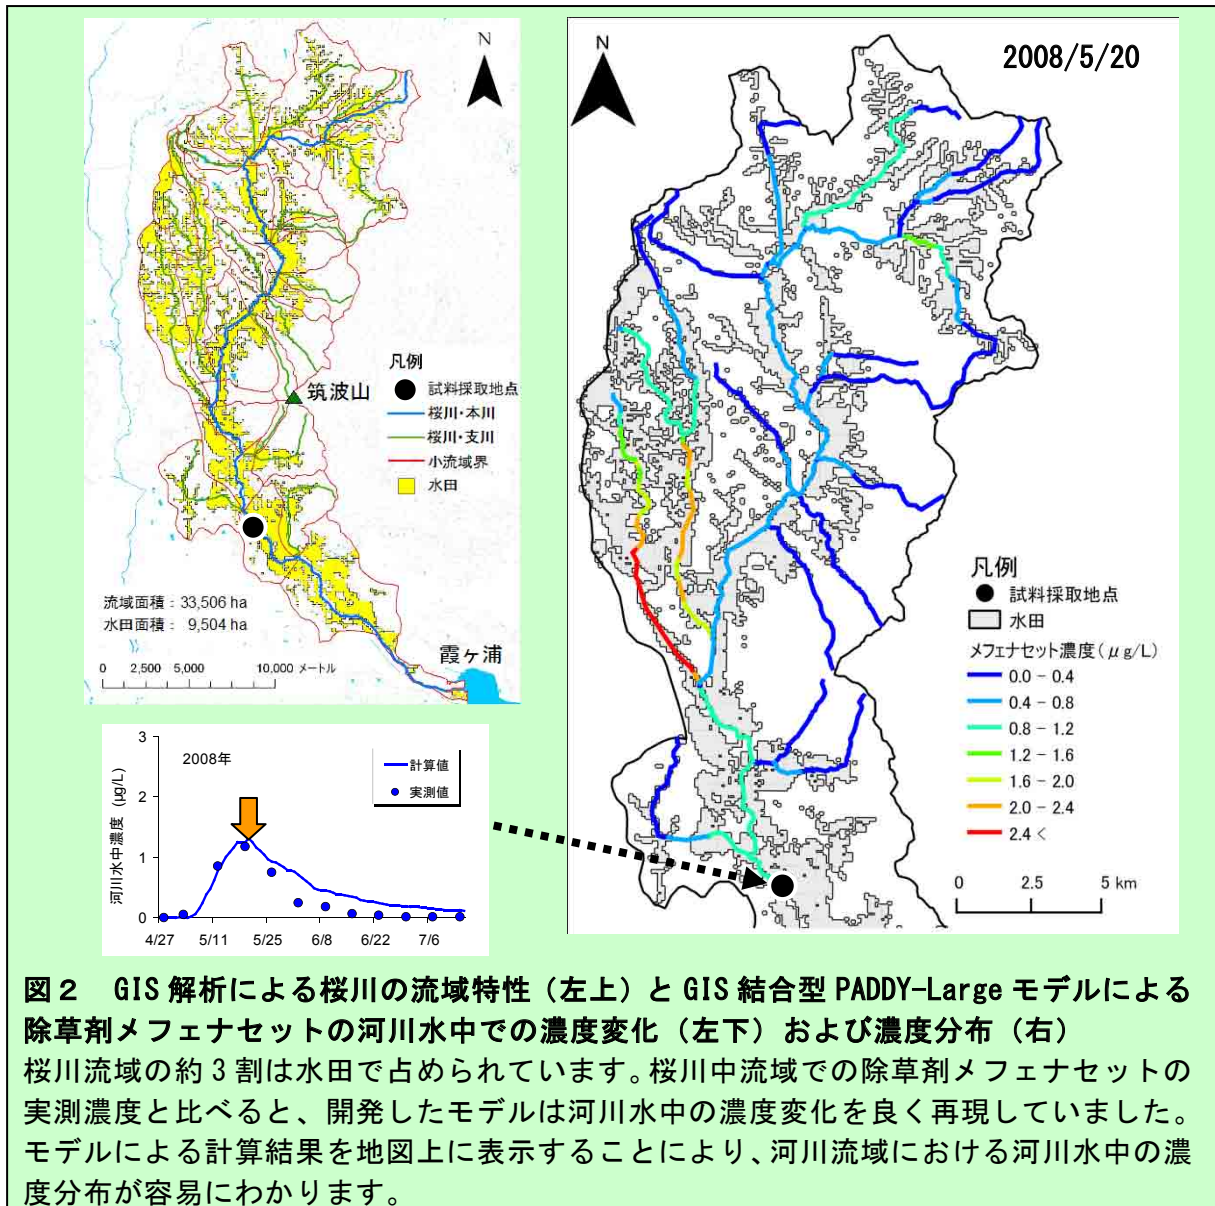 N
筑波山
凡例
試料採取地点
桜川・本川
桜川・支川
小流域界
水田
流域面積：33,506 ha
水田面積： 9,504 ha
0 2,500 5,000 10,000 メートル
霞ヶ浦
N
2008/5/20
凡例
試料採取地点
水田
メフェナセット濃度(μg/L)
0.0 - 0.4
0.4 - 0.8
0.8 - 1.2
1.2 - 1.6
1.6 - 2.0
2.0 - 2.4
2.4 <
0 2.5 5 km
河川水中濃度 (μg/L)
3
2
1
0
2008年
計算値
実測値
4/27 5/11 5/25 6/8 6/22 7/6
図２ GIS 解析による桜川の流域特性（左上）と GIS 結合型 PADDY-Large モデルによる
除草剤メフェナセットの河川水中での濃度変化（左下）および濃度分布（右）
桜川流域の約３割は水田で占められています。桜川中流域での除草剤メフェナセットの
実測濃度と比べると、開発したモデルは河川水中の濃度変化を良く再現していました。
モデルによる計算結果を地図上に表示することにより、河川流域における河川水中の濃
度分布が容易にわかります。